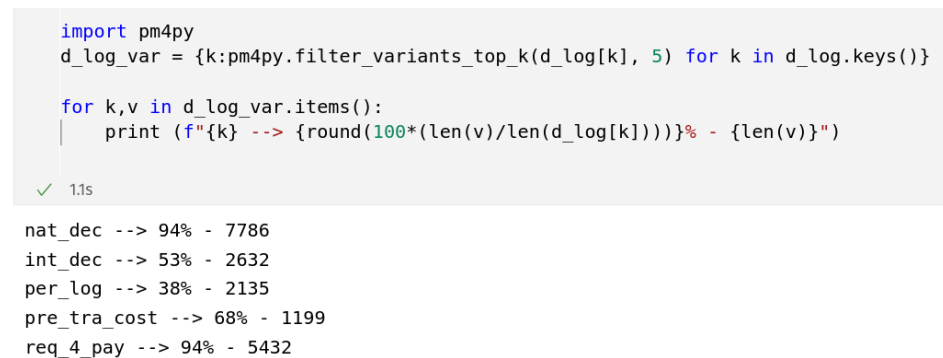 import pm4py
d_log_var = {k:pm4py.filter_variants_top_k(d_log[k], 5) for k in d_log.keys()}
for k,v in d_log_var.items():
    print (f"{k} --> {round(100*(len(v)/len(d_log[k])))}% - {len(v)}")
✓ 1.1s
nat_dec --> 94% - 7786
int_dec --> 53% - 2632
per_log --> 38% - 2135
pre_tra_cost --> 68% - 1199
req_4_pay --> 94% - 5432